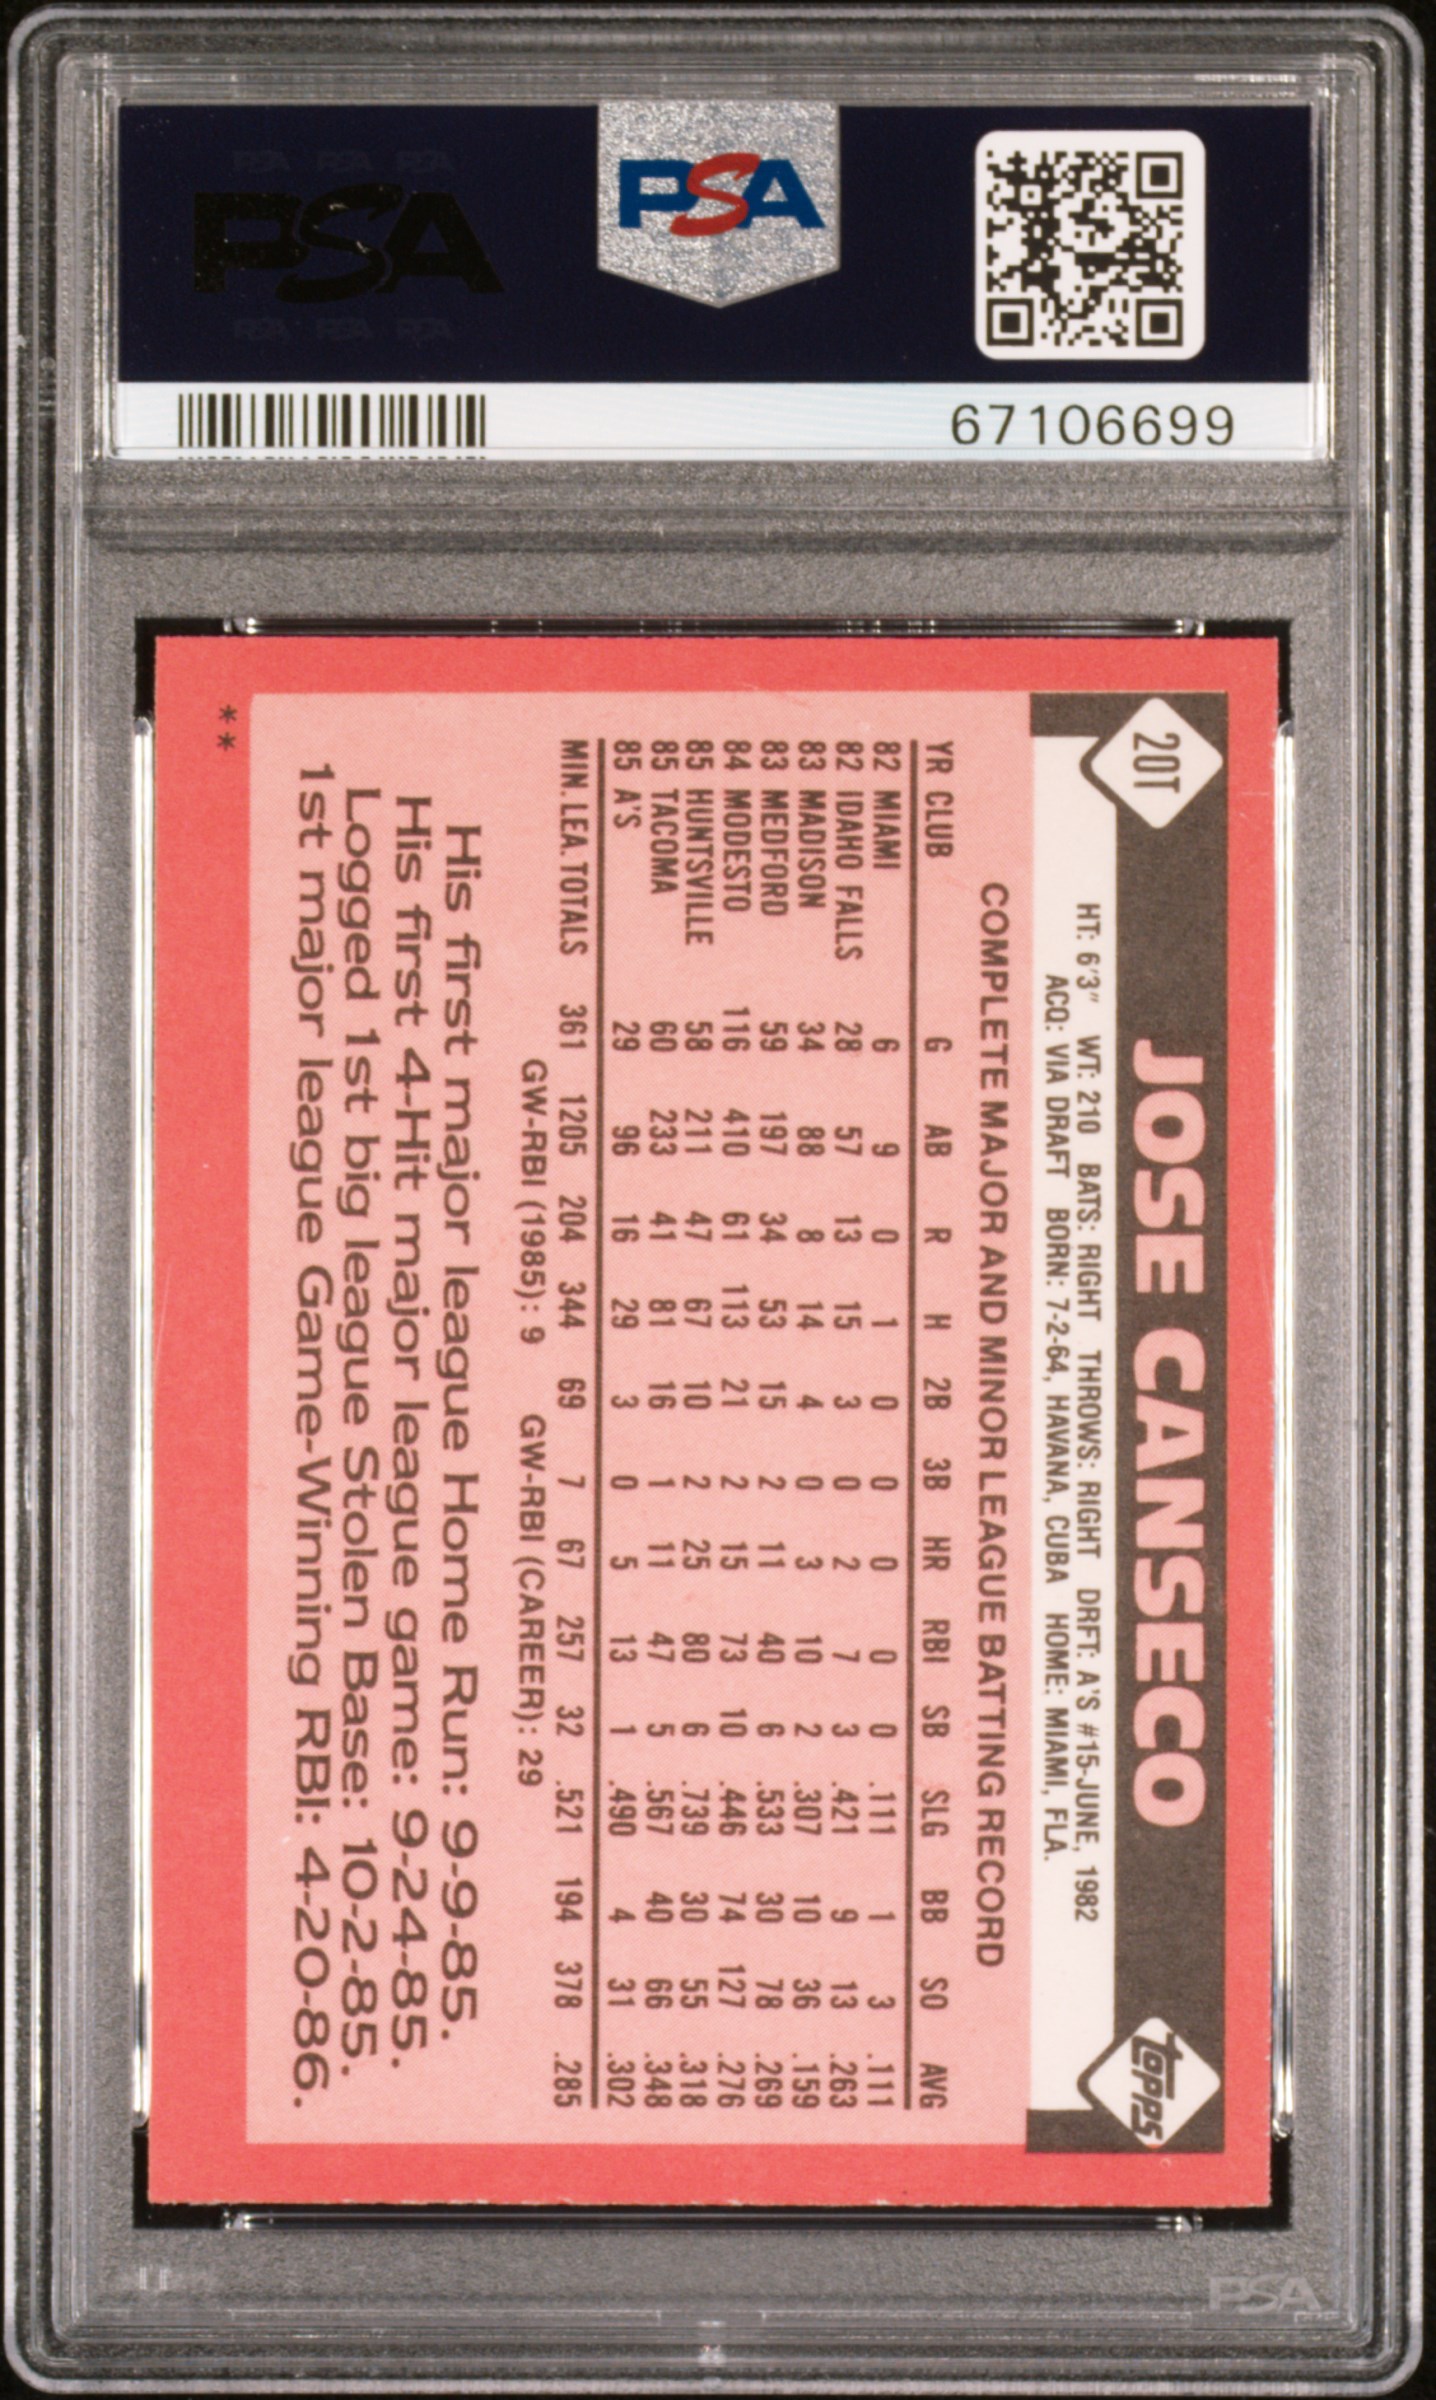 PSA PSA PSA
PSA
PSA PSA PSA
PSA
67106699
20T
JOSE CANSECO
topps
HT: 6'3" WT: 210 BATS: RIGHT THROWS: RIGHT DRFT: A'S #15-JUNE, 1982
ACQ: VIA DRAFT BORN: 7-2-64, HAVANA, CUBA HOME: MIAMI, FLA.
COMPLETE MAJOR AND MINOR LEAGUE BATTING RECORD
YR CLUB G AB R H 2B 3B HR RBI SB SLG BB SO AVG
82 MIAMI 6 9 0 1 0 0 0 0 0 .111 1 3 .111
82 IDAHO FALLS 28 57 13 15 3 0 2 7 3 .421 9 13 .263
83 MADISON 34 88 8 14 4 0 3 10 2 .307 10 36 .159
83 MEDFORD 59 197 34 53 15 2 11 40 6 .533 30 78 .269
84 MODESTO 116 410 61 113 21 2 15 73 10 .446 74 127 .276
85 HUNTSVILLE 58 211 47 67 10 2 25 80 6 .739 30 55 .318
85 TACOMA 60 233 41 81 16 1 11 47 5 .567 40 66 .348
85 A'S 29 96 16 29 3 0 5 13 1 .490 4 31 .302
MIN. LEA. TOTALS 361 1205 204 344 69 7 67 257 32 .521 194 378 .285
GW-RBI (1985): 9 GW-RBI (CAREER): 29
His first major league Home Run: 9-9-85.
His first 4-Hit major league game: 9-24-85.
Logged 1st big league Stolen Base: 10-2-85.
1st major league Game-Winning RBI: 4-20-86.
**
PSA